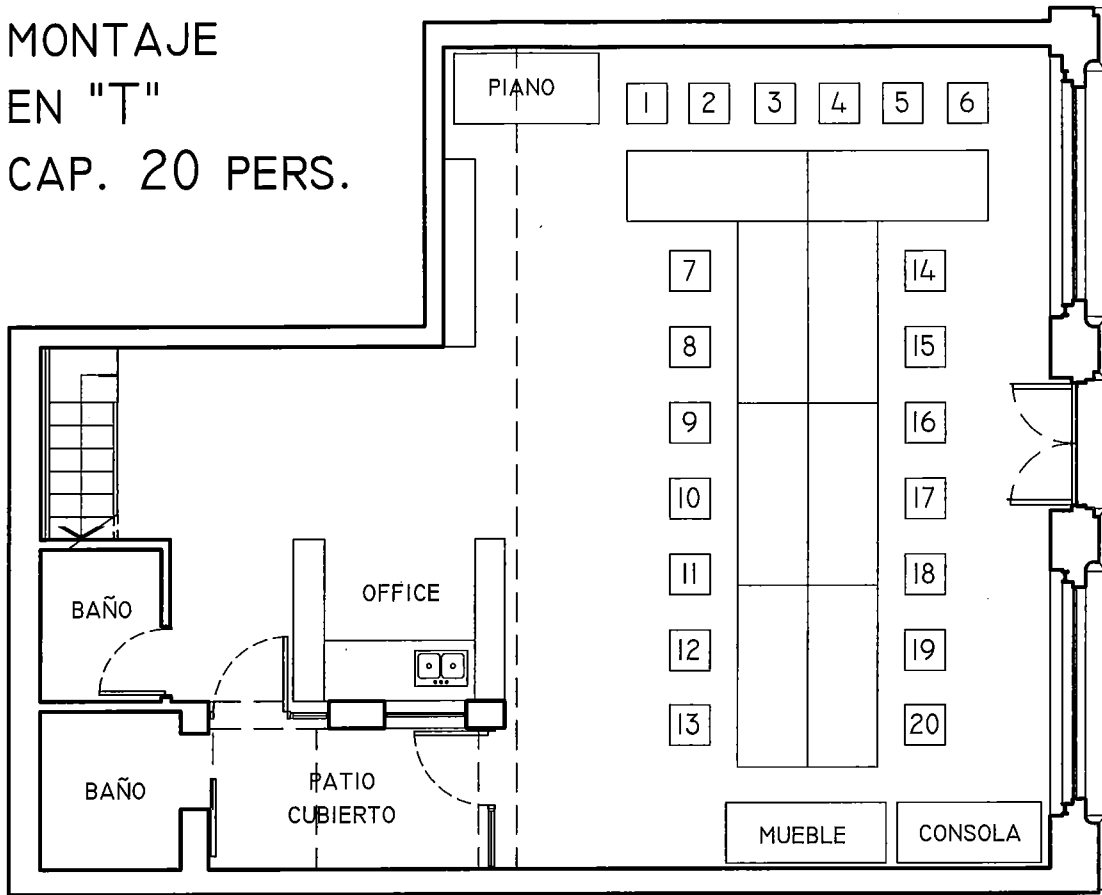 MONTAJE
EN "T"
CAP. 20 PERS.
PIANO
1 2 3 4 5 6
7 14
8 15
9 16
10 17
11 18
12 19
13 20
OFFICE
BAÑO
BAÑO
PATIO
CUBIERTO
MUEBLE CONSOLA